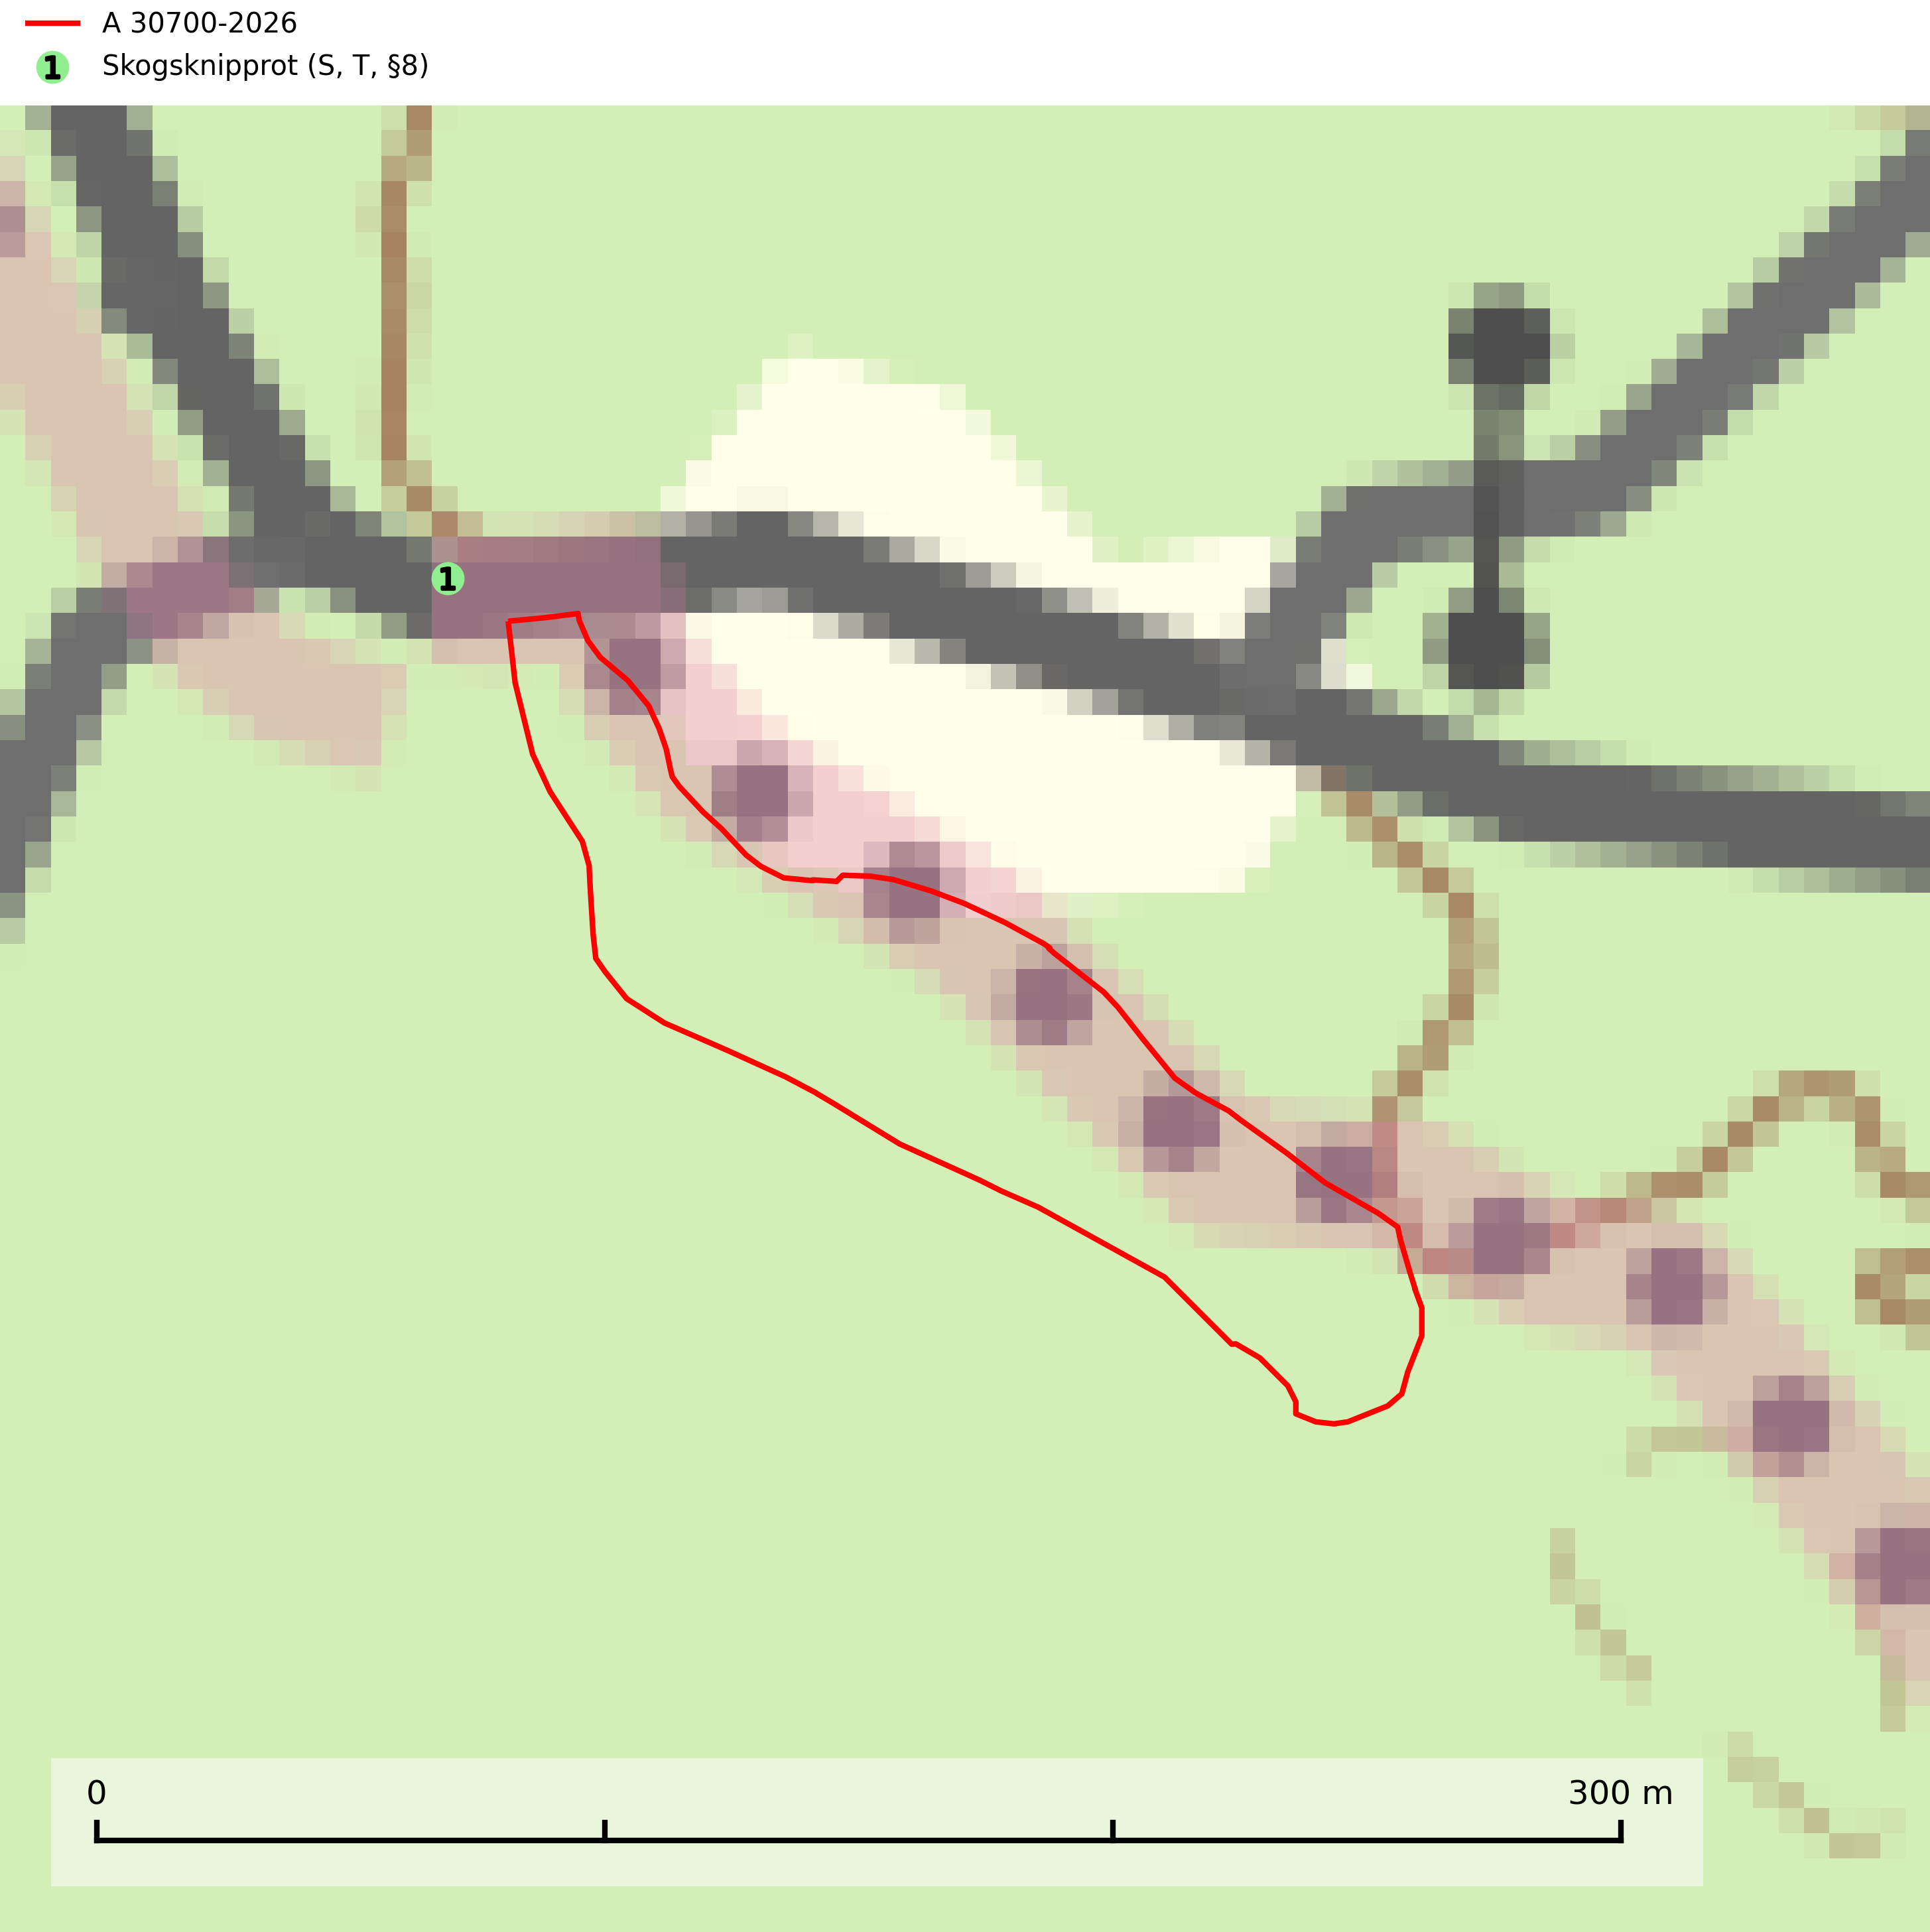 A 30700-2026
1 Skogsknipprot (S, T, §8)
1
0 300 m